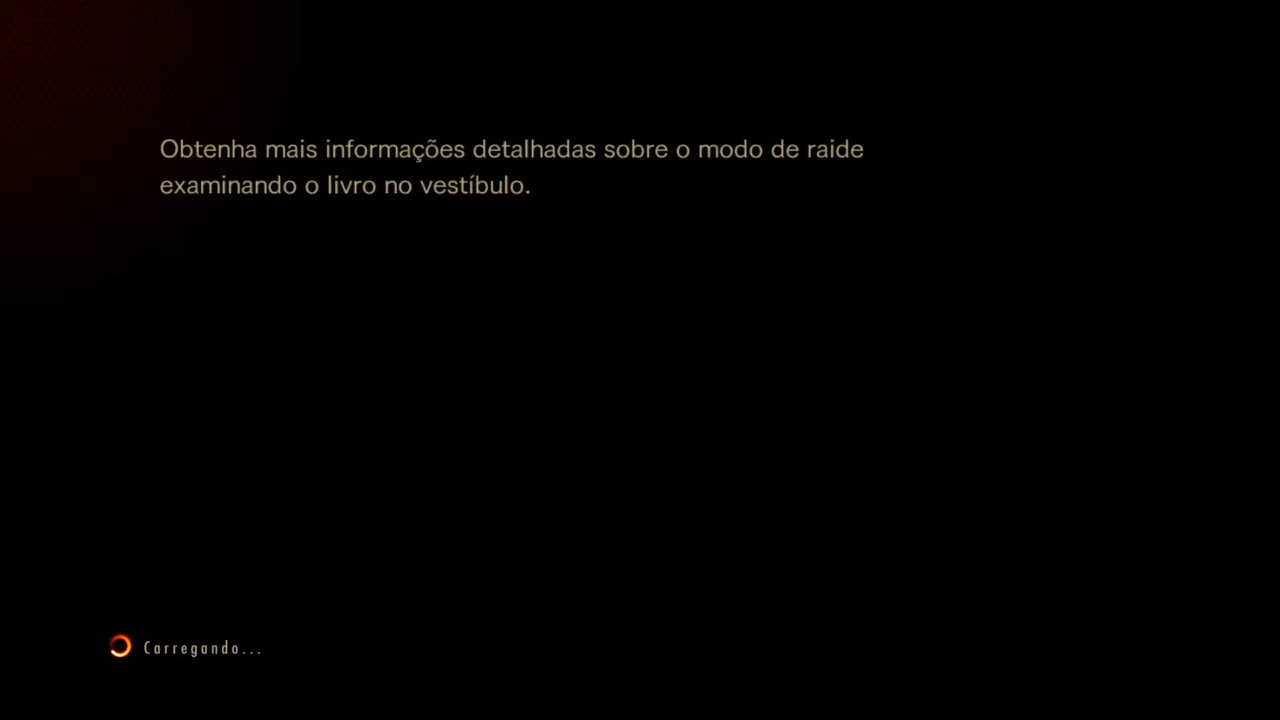 Obtenha mais informações detalhadas sobre o modo de raide
examinando o livro no vestíbulo.
Carregando...